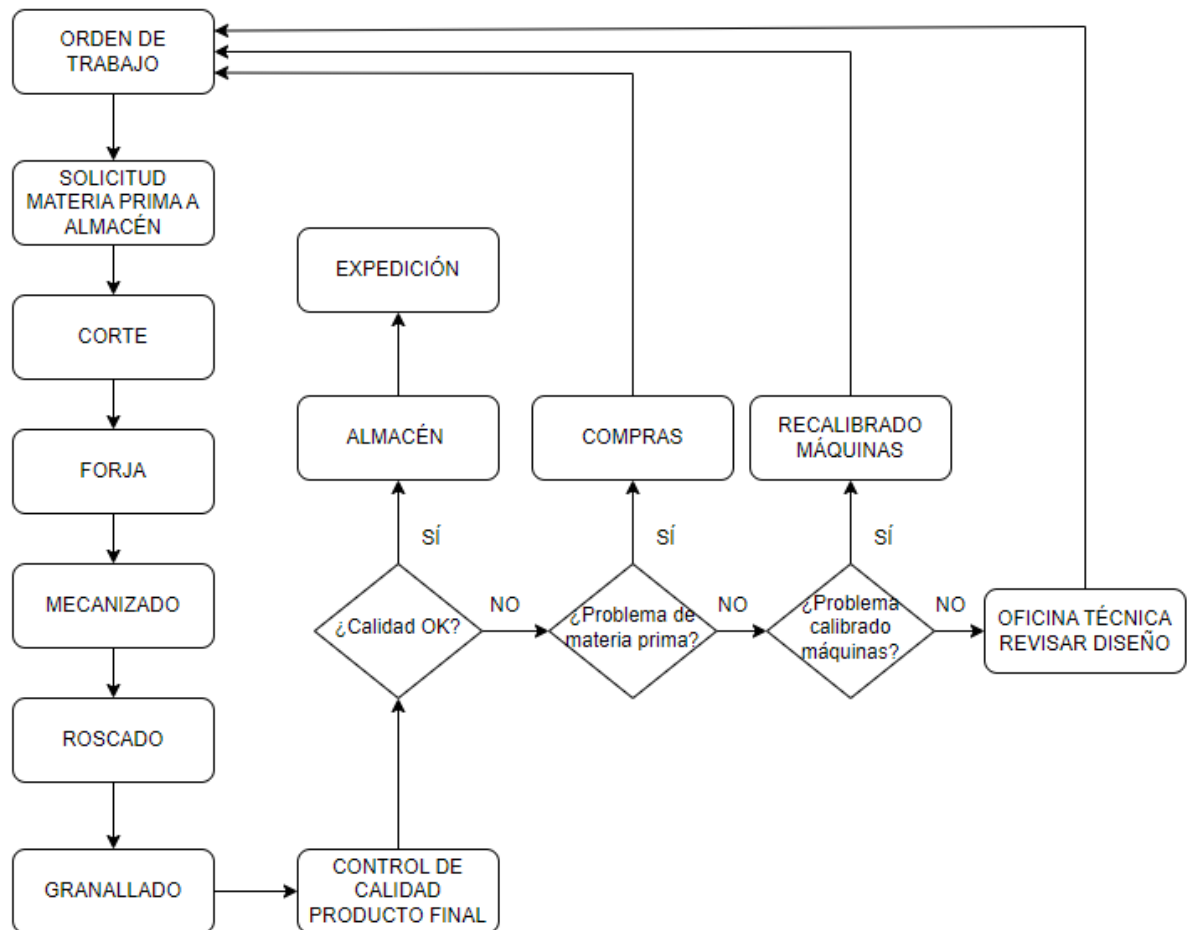 ORDEN DE
TRABAJO
SOLICITUD
MATERIA PRIMA A
ALMACÉN
CORTE
FORJA
MECANIZADO
ROSCADO
GRANALLADO
CONTROL DE
CALIDAD
PRODUCTO FINAL
¿Calidad OK?
SÍ
ALMACÉN
EXPEDICIÓN
NO
¿Problema de
materia prima?
SÍ
COMPRAS
NO
¿Problema
calibrado
máquinas?
SÍ
RECALIBRADO
MÁQUINAS
NO
OFICINA TÉCNICA
REVISAR DISEÑO